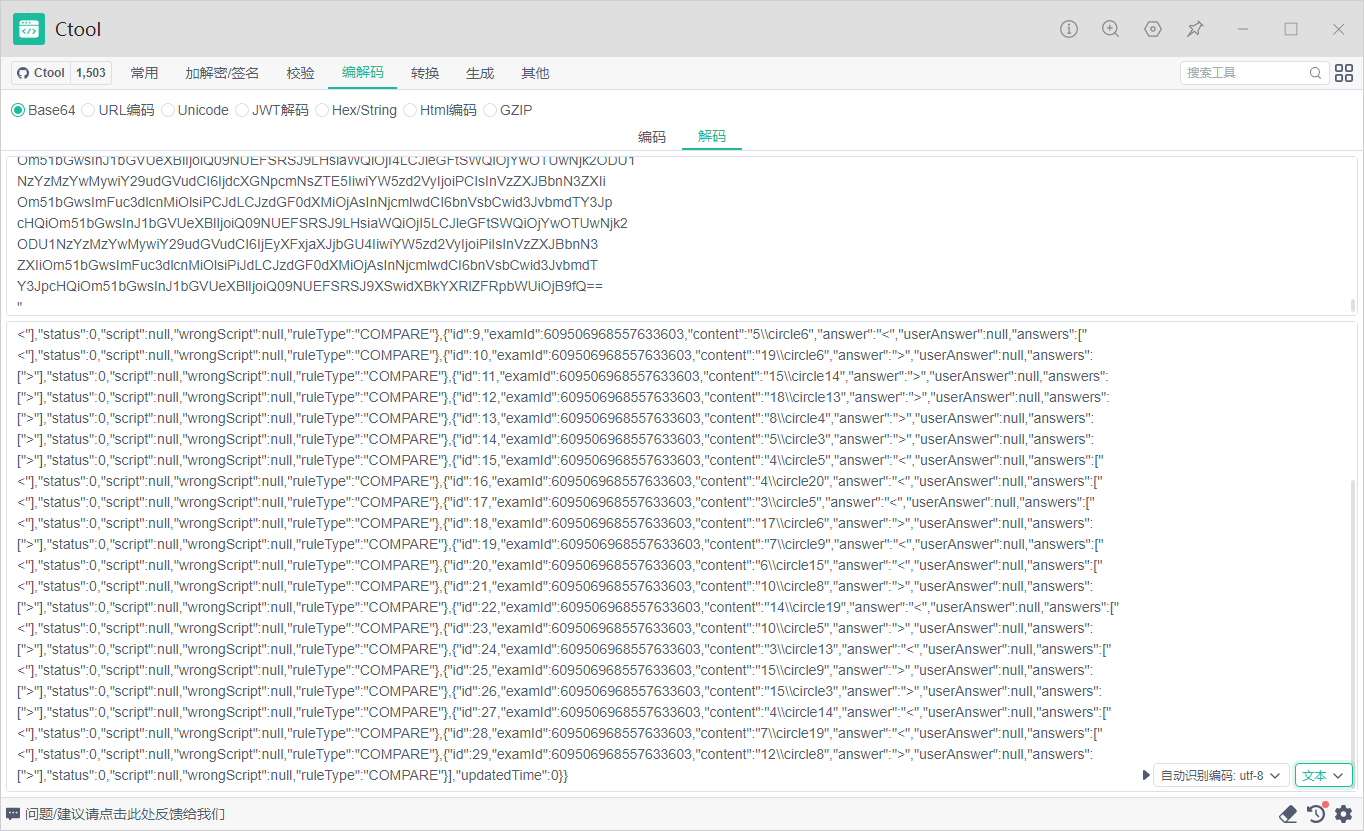 Ctool
Ctool 1,503 常用 加解密/签名 校验 编解码 转换 生成 其他 搜索工具
Base64 URL编码 Unicode JWT解码 Hex/String Html编码 GZIP
编码 解码
NzYzMzYwMywiY29udGVudCI6IjdcXGNpcmNsZTE5IiwiYW5zd2VyIjoiPCIsInVzZXJBbnN3ZXIi
Om51bGwsImFuc3dlcnMiOlsiPCJdLCJzdGF0dXMiOjAsInNjcmlwdCI6bnVsbCwid3JvbmdTY3Jp
cHQiOm51bGwsInJ1bGVUeXBlIjoiQ09NUEFSRSJ9LHsiaWQiOjI5LCJleGFtSWQiOjYwOTUwNjk2
ODU1NzYzMzYwMywiY29udGVudCI6IjEyXFxjaXJjbGU4IiwiYW5zd2VyIjoiPiIsInVzZXJBbnN3
ZXIiOm51bGwsImFuc3dlcnMiOlsiPiJdLCJzdGF0dXMiOjAsInNjcmlwdCI6bnVsbCwid3JvbmdT
Y3JpcHQiOm51bGwsInJ1bGVUeXBlIjoiQ09NUEFSRSJ9XSwidXBkYXRlZFRpbWUiOjB9fQ==
"
<"],"status":0,"script":null,"wrongScript":null,"ruleType":"COMPARE"},{"id":9,"examId":609506968557633603,"content":"5\\circle6","answer":"<","userAnswer":null,"answers":["
<"],"status":0,"script":null,"wrongScript":null,"ruleType":"COMPARE"},{"id":10,"examId":609506968557633603,"content":"19\\circle6","answer":">","userAnswer":null,"answers":
[">"],"status":0,"script":null,"wrongScript":null,"ruleType":"COMPARE"},{"id":11,"examId":609506968557633603,"content":"15\\circle14","answer":">","userAnswer":null,"answers":
[">"],"status":0,"script":null,"wrongScript":null,"ruleType":"COMPARE"},{"id":12,"examId":609506968557633603,"content":"18\\circle13","answer":">","userAnswer":null,"answers":
[">"],"status":0,"script":null,"wrongScript":null,"ruleType":"COMPARE"},{"id":13,"examId":609506968557633603,"content":"8\\circle4","answer":">","userAnswer":null,"answers":
[">"],"status":0,"script":null,"wrongScript":null,"ruleType":"COMPARE"},{"id":14,"examId":609506968557633603,"content":"5\\circle3","answer":">","userAnswer":null,"answers":
[">"],"status":0,"script":null,"wrongScript":null,"ruleType":"COMPARE"},{"id":15,"examId":609506968557633603,"content":"4\\circle5","answer":"<","userAnswer":null,"answers":["
<"],"status":0,"script":null,"wrongScript":null,"ruleType":"COMPARE"},{"id":16,"examId":609506968557633603,"content":"4\\circle20","answer":"<","userAnswer":null,"answers":["
<"],"status":0,"script":null,"wrongScript":null,"ruleType":"COMPARE"},{"id":17,"examId":609506968557633603,"content":"3\\circle5","answer":"<","userAnswer":null,"answers":["
<"],"status":0,"script":null,"wrongScript":null,"ruleType":"COMPARE"},{"id":18,"examId":609506968557633603,"content":"17\\circle6","answer":">","userAnswer":null,"answers":
[">"],"status":0,"script":null,"wrongScript":null,"ruleType":"COMPARE"},{"id":19,"examId":609506968557633603,"content":"7\\circle9","answer":"<","userAnswer":null,"answers":["
<"],"status":0,"script":null,"wrongScript":null,"ruleType":"COMPARE"},{"id":20,"examId":609506968557633603,"content":"6\\circle15","answer":"<","userAnswer":null,"answers":["
<"],"status":0,"script":null,"wrongScript":null,"ruleType":"COMPARE"},{"id":21,"examId":609506968557633603,"content":"10\\circle8","answer":">","userAnswer":null,"answers":
[">"],"status":0,"script":null,"wrongScript":null,"ruleType":"COMPARE"},{"id":22,"examId":609506968557633603,"content":"14\\circle19","answer":"<","userAnswer":null,"answers":["
<"],"status":0,"script":null,"wrongScript":null,"ruleType":"COMPARE"},{"id":23,"examId":609506968557633603,"content":"10\\circle5","answer":">","userAnswer":null,"answers":
[">"],"status":0,"script":null,"wrongScript":null,"ruleType":"COMPARE"},{"id":24,"examId":609506968557633603,"content":"3\\circle13","answer":"<","userAnswer":null,"answers":["
<"],"status":0,"script":null,"wrongScript":null,"ruleType":"COMPARE"},{"id":25,"examId":609506968557633603,"content":"15\\circle9","answer":">","userAnswer":null,"answers":
[">"],"status":0,"script":null,"wrongScript":null,"ruleType":"COMPARE"},{"id":26,"examId":609506968557633603,"content":"15\\circle3","answer":">","userAnswer":null,"answers":
[">"],"status":0,"script":null,"wrongScript":null,"ruleType":"COMPARE"},{"id":27,"examId":609506968557633603,"content":"4\\circle14","answer":"<","userAnswer":null,"answers":["
<"],"status":0,"script":null,"wrongScript":null,"ruleType":"COMPARE"},{"id":28,"examId":609506968557633603,"content":"7\\circle19","answer":"<","userAnswer":null,"answers":["
<"],"status":0,"script":null,"wrongScript":null,"ruleType":"COMPARE"},{"id":29,"examId":609506968557633603,"content":"12\\circle8","answer":">","userAnswer":null,"answers":
[">"],"status":0,"script":null,"wrongScript":null,"ruleType":"COMPARE"}],"updatedTime":0}}
自动识别编码: utf-8 文本
问题/建议请点击此处反馈给我们